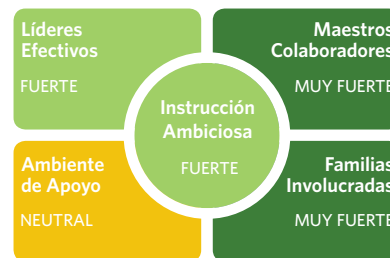 Líderes
Efectivos
FUERTE
Maestros
Colaboradores
MUY FUERTE
Instrucción
Ambiciosa
FUERTE
Ambiente
de Apoyo
NEUTRAL
Familias
Involucradas
MUY FUERTE